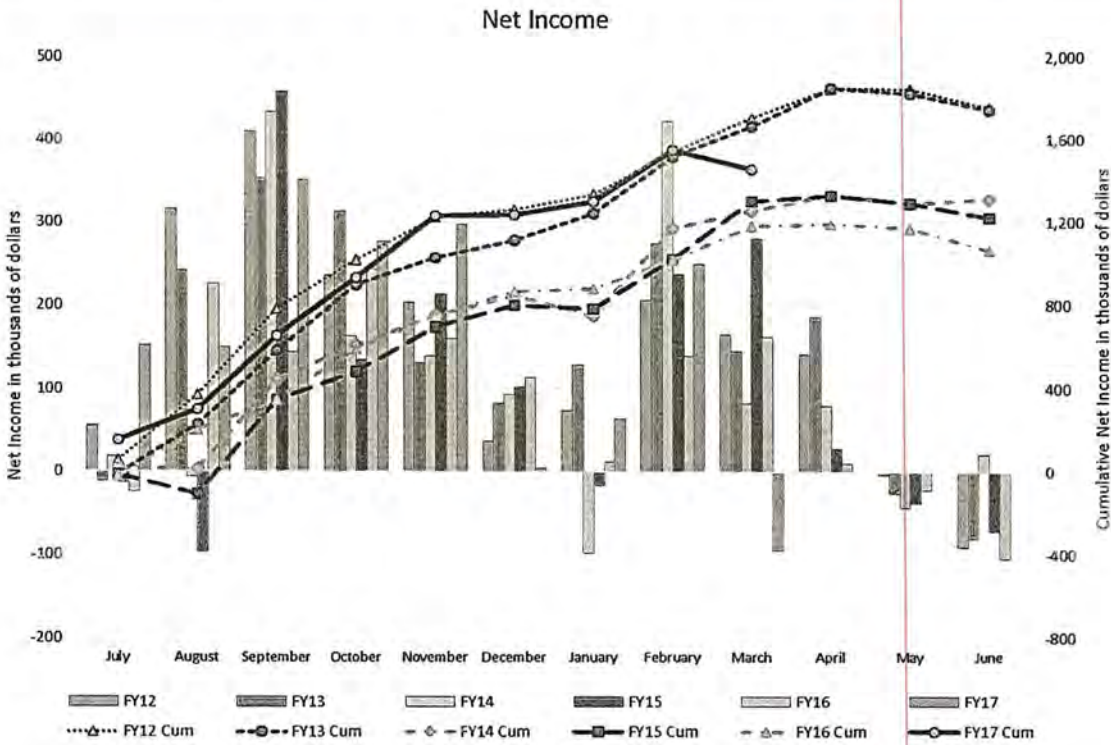 Net Income
500
400
300
200
100
0
-100
-200
Net Income in thousands of dollars
2,000
1,600
1,200
800
400
0
-400
-800
Cumulative Net Income in thousands of dollars
July August September October November December January February March April May June
FY12 FY13 FY14 FY15 FY16 FY17
FY12 Cum FY13 Cum FY14 Cum FY15 Cum FY16 Cum FY17 Cum